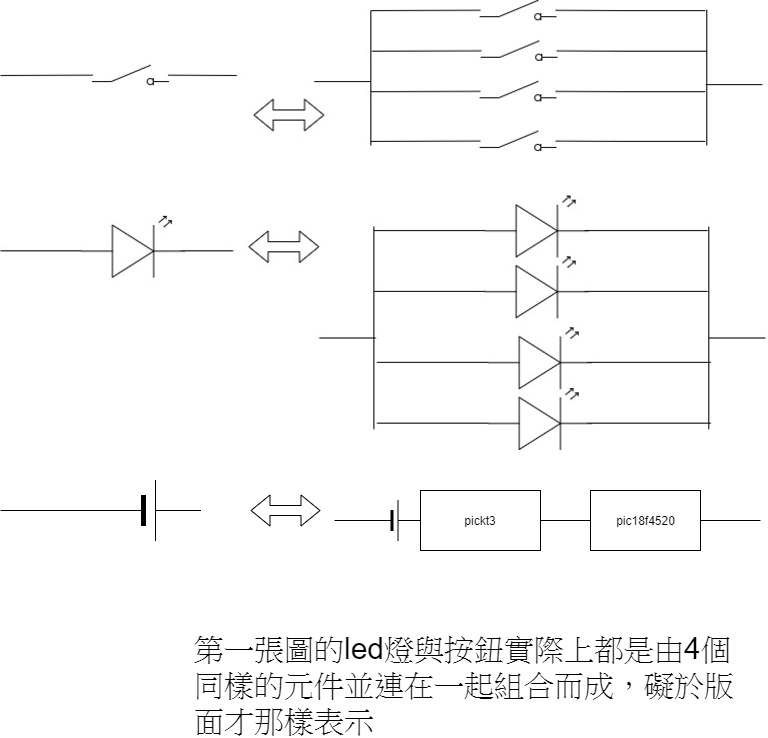 pickt3
pic18f4520
第一張圖的led燈與按鈕實際上都是由4個
同樣的元件並連在一起組合而成，礙於版
面才那樣表示